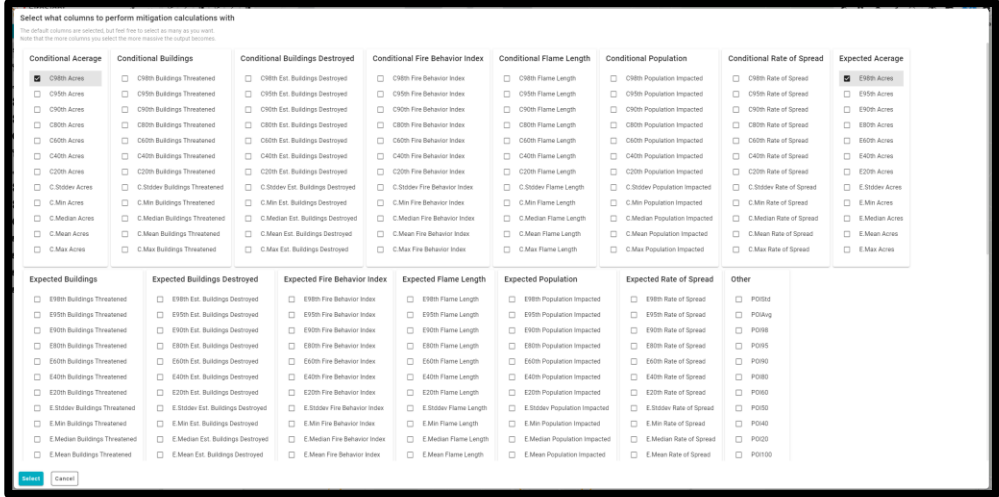 Select what columns to perform mitigation calculations with
The default columns are selected, but feel free to select as many as you want.
Note that the more columns you select the more massive the output becomes.
Conditional Acerage
C98th Acres
C95th Acres
C90th Acres
C80th Acres
C60th Acres
C40th Acres
C20th Acres
C.Stddev Acres
C.Min Acres
C.Median Acres
C.Mean Acres
C.Max Acres
Conditional Buildings
C98th Buildings Threatened
C95th Buildings Threatened
C90th Buildings Threatened
C80th Buildings Threatened
C60th Buildings Threatened
C40th Buildings Threatened
C20th Buildings Threatened
C.Stddev Buildings Threatened
C.Min Buildings Threatened
C.Median Buildings Threatened
C.Mean Buildings Threatened
C.Max Buildings Threatened
Conditional Buildings Destroyed
C98th Est. Buildings Destroyed
C95th Est. Buildings Destroyed
C90th Est. Buildings Destroyed
C80th Est. Buildings Destroyed
C60th Est. Buildings Destroyed
C40th Est. Buildings Destroyed
C20th Est. Buildings Destroyed
C.Stddev Est. Buildings Destroyed
C.Min Est. Buildings Destroyed
C.Median Est. Buildings Destroyed
C.Mean Est. Buildings Destroyed
C.Max Est. Buildings Destroyed
Conditional Fire Behavior Index
C98th Fire Behavior Index
C95th Fire Behavior Index
C90th Fire Behavior Index
C80th Fire Behavior Index
C60th Fire Behavior Index
C40th Fire Behavior Index
C20th Fire Behavior Index
C.Stddev Fire Behavior Index
C.Min Fire Behavior Index
C.Median Fire Behavior Index
C.Mean Fire Behavior Index
C.Max Fire Behavior Index
Conditional Flame Length
C98th Flame Length
C95th Flame Length
C90th Flame Length
C80th Flame Length
C60th Flame Length
C40th Flame Length
C20th Flame Length
C.Stddev Flame Length
C.Min Flame Length
C.Median Flame Length
C.Mean Flame Length
C.Max Flame Length
Conditional Population
C98th Population Impacted
C95th Population Impacted
C90th Population Impacted
C80th Population Impacted
C60th Population Impacted
C40th Population Impacted
C20th Population Impacted
C.Stddev Population Impacted
C.Min Population Impacted
C.Median Population Impacted
C.Mean Population Impacted
C.Max Population Impacted
Conditional Rate of Spread
C98th Rate of Spread
C95th Rate of Spread
C90th Rate of Spread
C80th Rate of Spread
C60th Rate of Spread
C40th Rate of Spread
C20th Rate of Spread
C.Stddev Rate of Spread
C.Min Rate of Spread
C.Median Rate of Spread
C.Mean Rate of Spread
C.Max Rate of Spread
Expected Acerage
E98th Acres
E95th Acres
E90th Acres
E80th Acres
E60th Acres
E40th Acres
E20th Acres
E.Stddev Acres
E.Min Acres
E.Median Acres
E.Mean Acres
E.Max Acres
Expected Buildings
E98th Buildings Threatened
E95th Buildings Threatened
E90th Buildings Threatened
E80th Buildings Threatened
E60th Buildings Threatened
E40th Buildings Threatened
E20th Buildings Threatened
E.Stddev Buildings Threatened
E.Min Buildings Threatened
E.Median Buildings Threatened
E.Mean Buildings Threatened
Expected Buildings Destroyed
E98th Est. Buildings Destroyed
E95th Est. Buildings Destroyed
E90th Est. Buildings Destroyed
E80th Est. Buildings Destroyed
E60th Est. Buildings Destroyed
E40th Est. Buildings Destroyed
E20th Est. Buildings Destroyed
E.Stddev Est. Buildings Destroyed
E.Min Est. Buildings Destroyed
E.Median Est. Buildings Destroyed
E.Mean Est. Buildings Destroyed
Expected Fire Behavior Index
E98th Fire Behavior Index
E95th Fire Behavior Index
E90th Fire Behavior Index
E80th Fire Behavior Index
E60th Fire Behavior Index
E40th Fire Behavior Index
E20th Fire Behavior Index
E.Stddev Fire Behavior Index
E.Min Fire Behavior Index
E.Median Fire Behavior Index
E.Mean Fire Behavior Index
Expected Flame Length
E98th Flame Length
E95th Flame Length
E90th Flame Length
E80th Flame Length
E60th Flame Length
E40th Flame Length
E20th Flame Length
E.Stddev Flame Length
E.Min Flame Length
E.Median Flame Length
E.Mean Flame Length
Expected Population
E98th Population Impacted
E95th Population Impacted
E90th Population Impacted
E80th Population Impacted
E60th Population Impacted
E40th Population Impacted
E20th Population Impacted
E.Stddev Population Impacted
E.Min Population Impacted
E.Median Population Impacted
E.Mean Population Impacted
Expected Rate of Spread
E98th Rate of Spread
E95th Rate of Spread
E90th Rate of Spread
E80th Rate of Spread
E60th Rate of Spread
E40th Rate of Spread
E20th Rate of Spread
E.Stddev Rate of Spread
E.Min Rate of Spread
E.Median Rate of Spread
E.Mean Rate of Spread
Other
POIStd
POIAvg
POI98
POI95
POI90
POI80
POI60
POI50
POI40
POI20
POI100
Select
Cancel